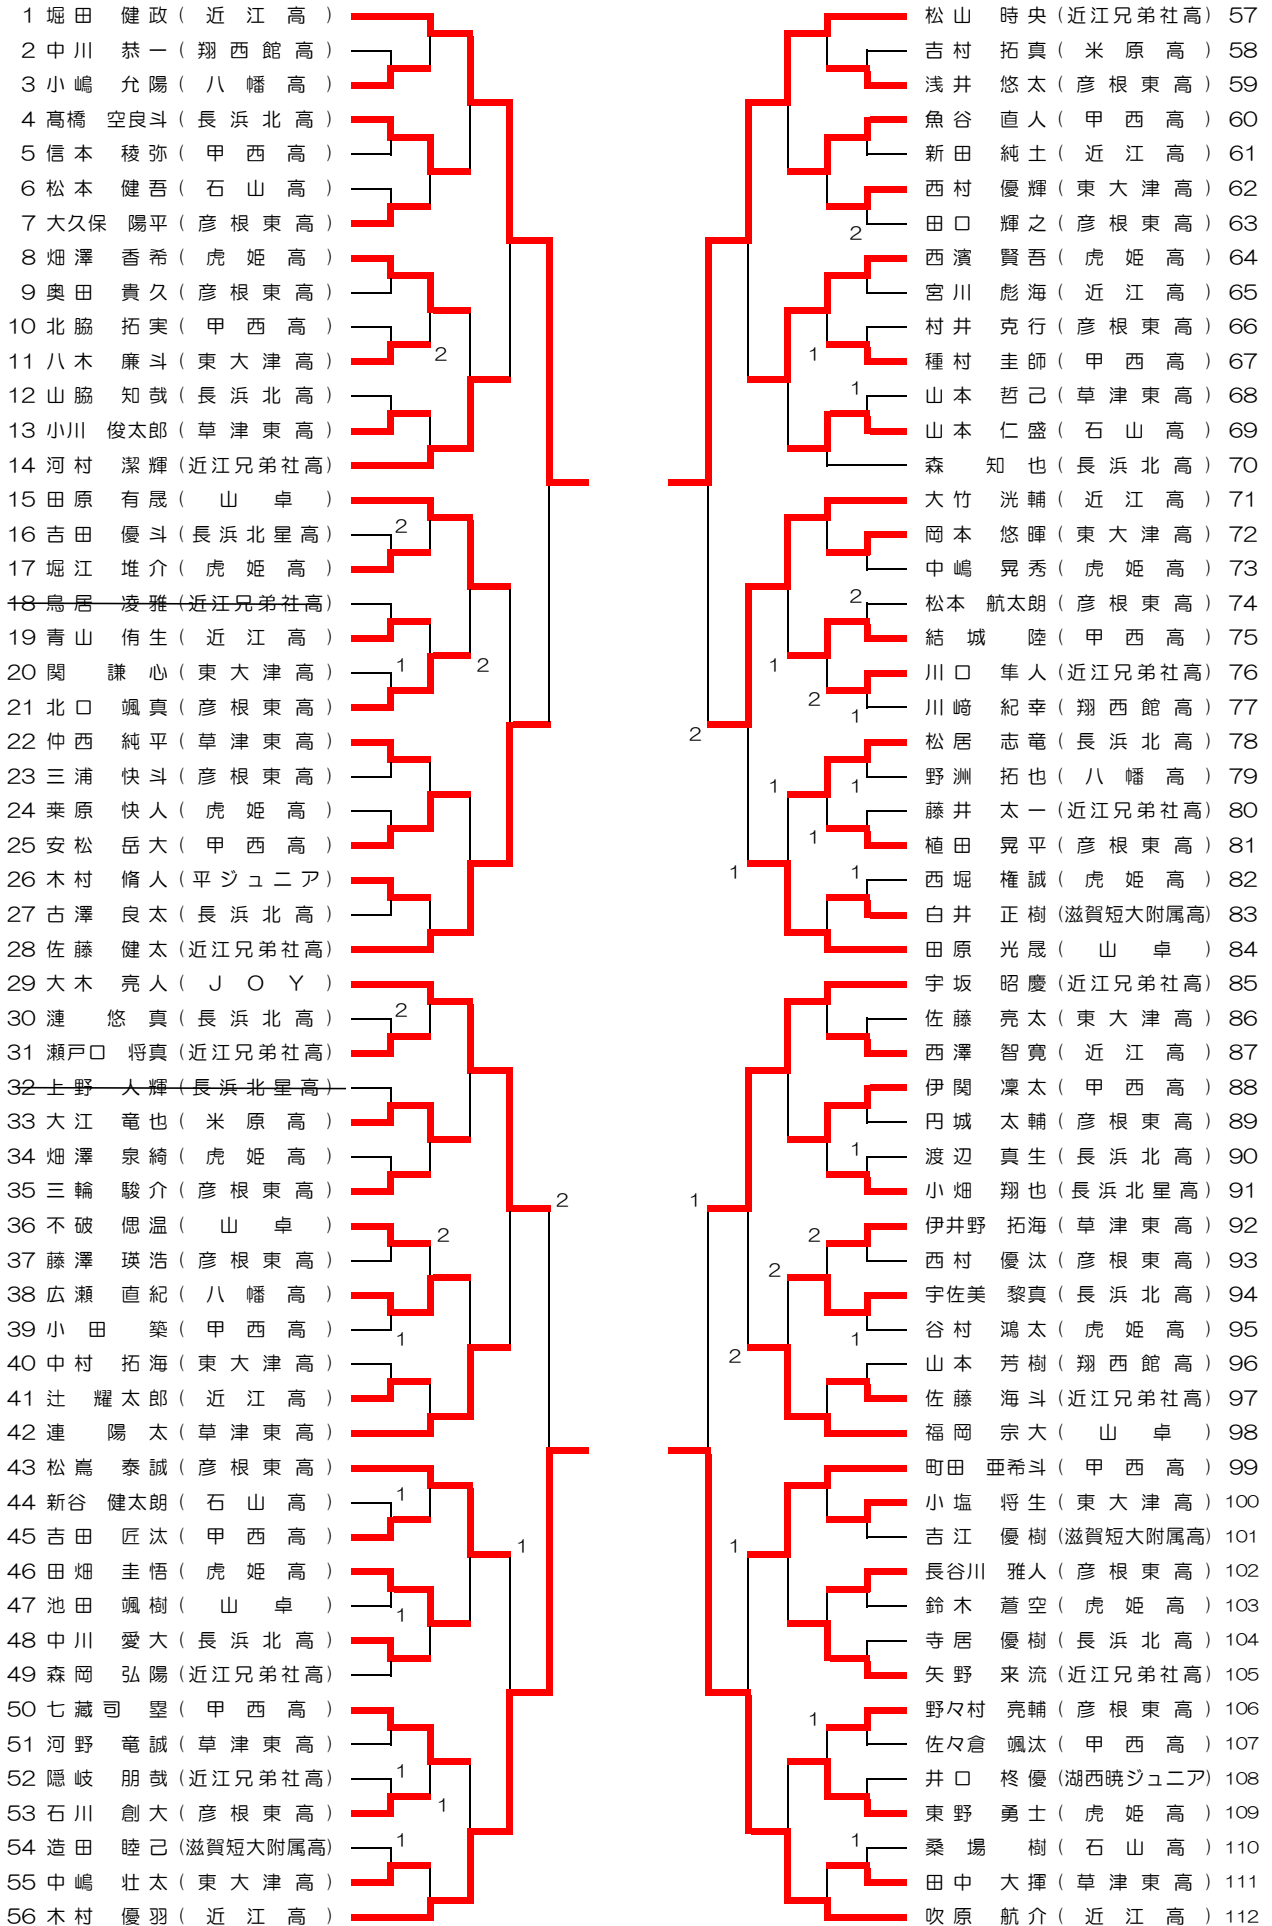 1 堀田 健政 ( 近江高 )
2 中川 恭一 ( 翔西館高 )
3 小嶋 允陽 ( 八幡高 )
4 髙橋 空良斗 ( 長浜北高 )
5 信本 稜弥 ( 甲西高 )
6 松本 健吾 ( 石山高 )
7 大久保 陽平 ( 彦根東高 )
8 畑澤 香希 ( 虎姫高 )
9 奥田 貴久 ( 彦根東高 )
10 北脇 拓実 ( 甲西高 )
11 八木 廉斗 ( 東大津高 )
12 山脇 知哉 ( 長浜北高 )
13 小川 俊太郎 ( 草津東高 )
14 河村 潔輝 (近江兄弟社高)
15 田原 有晟 ( 山卓 )
16 吉田 優斗 (長浜北星高)
17 堀江 堆介 ( 虎姫高 )
18 鳥居 凌雅 (近江兄弟社高)
19 青山 侑生 ( 近江高 )
20 関 謙心 ( 東大津高 )
21 北口 颯真 ( 彦根東高 )
22 仲西 純平 ( 草津東高 )
23 三浦 快斗 ( 彦根東高 )
24 乗原 快人 ( 虎姫高 )
25 安松 岳大 ( 甲西高 )
26 木村 脩人 (平ジュニア)
27 古澤 良太 ( 長浜北高 )
28 佐藤 健太 (近江兄弟社高)
29 大木 亮人 ( JOY )
30 漣 悠真 ( 長浜北高 )
31 瀬戸口 将真 (近江兄弟社高)
32 上野 人輝 (長浜北星高)
33 大江 竜也 ( 米原高 )
34 畑澤 泉綺 ( 虎姫高 )
35 三輪 駿介 ( 彦根東高 )
36 不破 偲温 ( 山卓 )
37 藤澤 瑛浩 ( 彦根東高 )
38 広瀬 直紀 ( 八幡高 )
39 小田 築 ( 甲西高 )
40 中村 拓海 ( 東大津高 )
41 辻 耀太郎 ( 近江高 )
42 連 陽太 ( 草津東高 )
43 松嶌 泰誠 ( 彦根東高 )
44 新谷 健太朗 ( 石山高 )
45 吉田 匠汰 ( 甲西高 )
46 田畑 圭悟 ( 虎姫高 )
47 池田 颯樹 ( 山卓 )
48 中川 愛大 ( 長浜北高 )
49 森岡 弘陽 (近江兄弟社高)
50 七蔵司 塁 ( 甲西高 )
51 河野 竜誠 ( 草津東高 )
52 隠岐 朋哉 (近江兄弟社高)
53 石川 創大 ( 彦根東高 )
54 造田 睦己 (滋賀短大附属高)
55 中嶋 壮太 ( 東大津高 )
56 木村 優羽 ( 近江高 )
2
2
1
2
2
2
1
2
1
1
1
1
1
2
1
松山 時央 (近江兄弟社高) 57
吉村 拓真 ( 米原高 ) 58
浅井 悠太 ( 彦根東高 ) 59
魚谷 直人 ( 甲西高 ) 60
新田 純士 ( 近江高 ) 61
西村 優輝 ( 東大津高 ) 62
田口 輝之 ( 彦根東高 ) 63
西濱 賢吾 ( 虎姫高 ) 64
宮川 彪海 ( 近江高 ) 65
村井 克行 ( 彦根東高 ) 66
種村 圭師 ( 甲西高 ) 67
山本 哲己 ( 草津東高 ) 68
山本 仁盛 ( 石山高 ) 69
森 知也 ( 長浜北高 ) 70
大竹 洸輔 ( 近江高 ) 71
岡本 悠暉 ( 東大津高 ) 72
中嶋 晃秀 ( 虎姫高 ) 73
松本 航太朗 ( 彦根東高 ) 74
結城 陸 ( 甲西高 ) 75
川口 隼人 (近江兄弟社高) 76
川﨑 紀幸 ( 翔西館高 ) 77
松居 志竜 ( 長浜北高 ) 78
野洲 拓也 ( 八幡高 ) 79
藤井 太一 (近江兄弟社高) 80
植田 晃平 ( 彦根東高 ) 81
西堀 権誠 ( 虎姫高 ) 82
白井 正樹 (滋賀短大附属高) 83
田原 光晟 ( 山卓 ) 84
宇坂 昭慶 (近江兄弟社高) 85
佐藤 亮太 ( 東大津高 ) 86
西澤 智寛 ( 近江高 ) 87
伊関 凜太 ( 甲西高 ) 88
円城 太輔 ( 彦根東高 ) 89
渡辺 真生 ( 長浜北高 ) 90
小畑 翔也 ( 長浜北星高 ) 91
伊井野 拓海 ( 草津東高 ) 92
西村 優汰 ( 彦根東高 ) 93
宇佐美 黎真 ( 長浜北高 ) 94
谷村 鴻太 ( 虎姫高 ) 95
山本 芳樹 ( 翔西館高 ) 96
佐藤 海斗 (近江兄弟社高) 97
福岡 宗大 ( 山卓 ) 98
町田 亜希斗 ( 甲西高 ) 99
小塩 将生 ( 東大津高 ) 100
吉江 優樹 (滋賀短大附属高) 101
長谷川 雅人 ( 彦根東高 ) 102
鈴木 蒼空 ( 虎姫高 ) 103
寺居 優樹 ( 長浜北高 ) 104
矢野 来流 (近江兄弟社高) 105
野々村 亮輔 ( 彦根東高 ) 106
佐々倉 颯汰 ( 甲西高 ) 107
井口 柊優 (湖西暁ジュニア) 108
東野 勇士 ( 虎姫高 ) 109
桑場 樹 ( 石山高 ) 110
田中 大揮 ( 草津東高 ) 111
吹原 航介 ( 近江高 ) 112
2
1
1
2
1
2
1
2
1
1
1
1
1
1
1
1
2
2
1
2
1
1
1